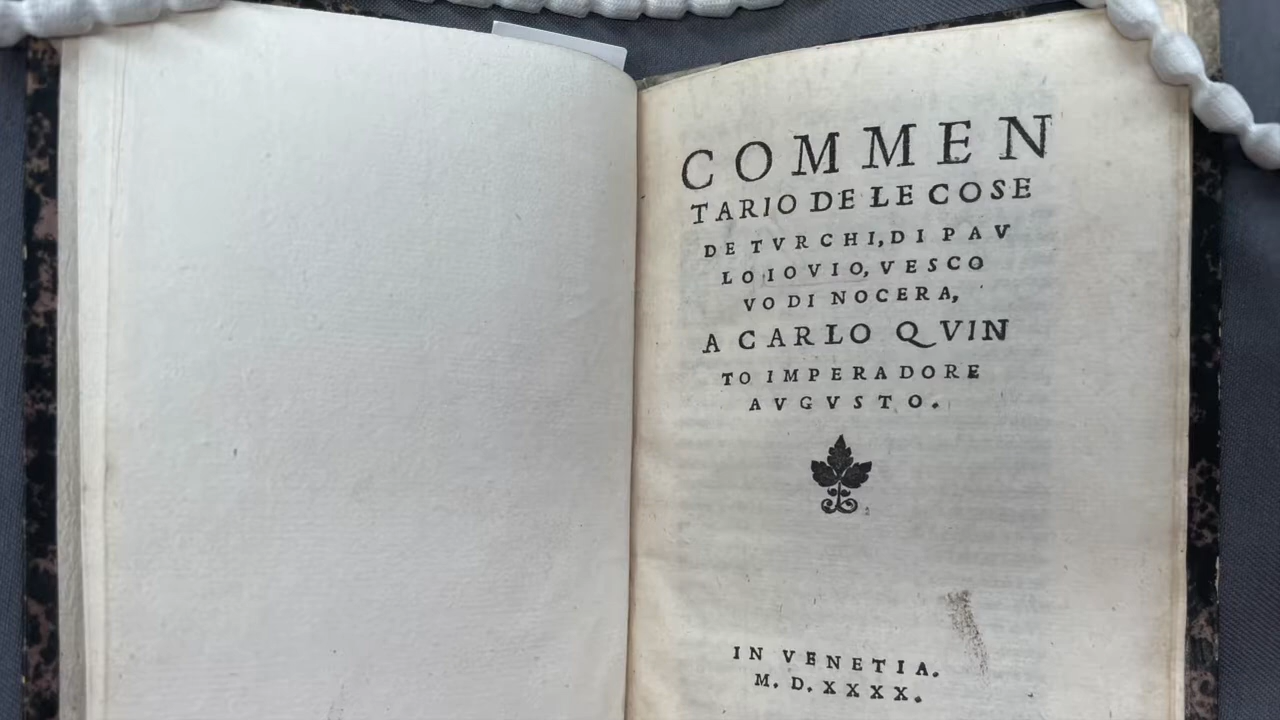 COMMEN
TARIO DE LE COSE
DE TVRCHI, DI PAV
LO IOVIO, VESCO
VO DI NOCERA,
A CARLO QVIN
TO IMPERADORE
AVGVSTO.
IN VENETIA.
M. D. XXXX.